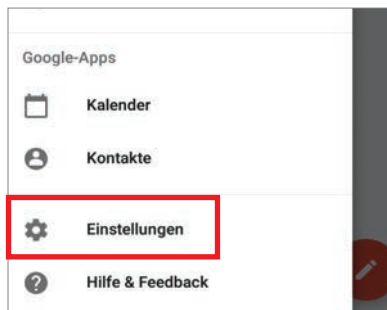 Google-Apps
Kalender
Kontakte
Einstellungen
Hilfe & Feedback